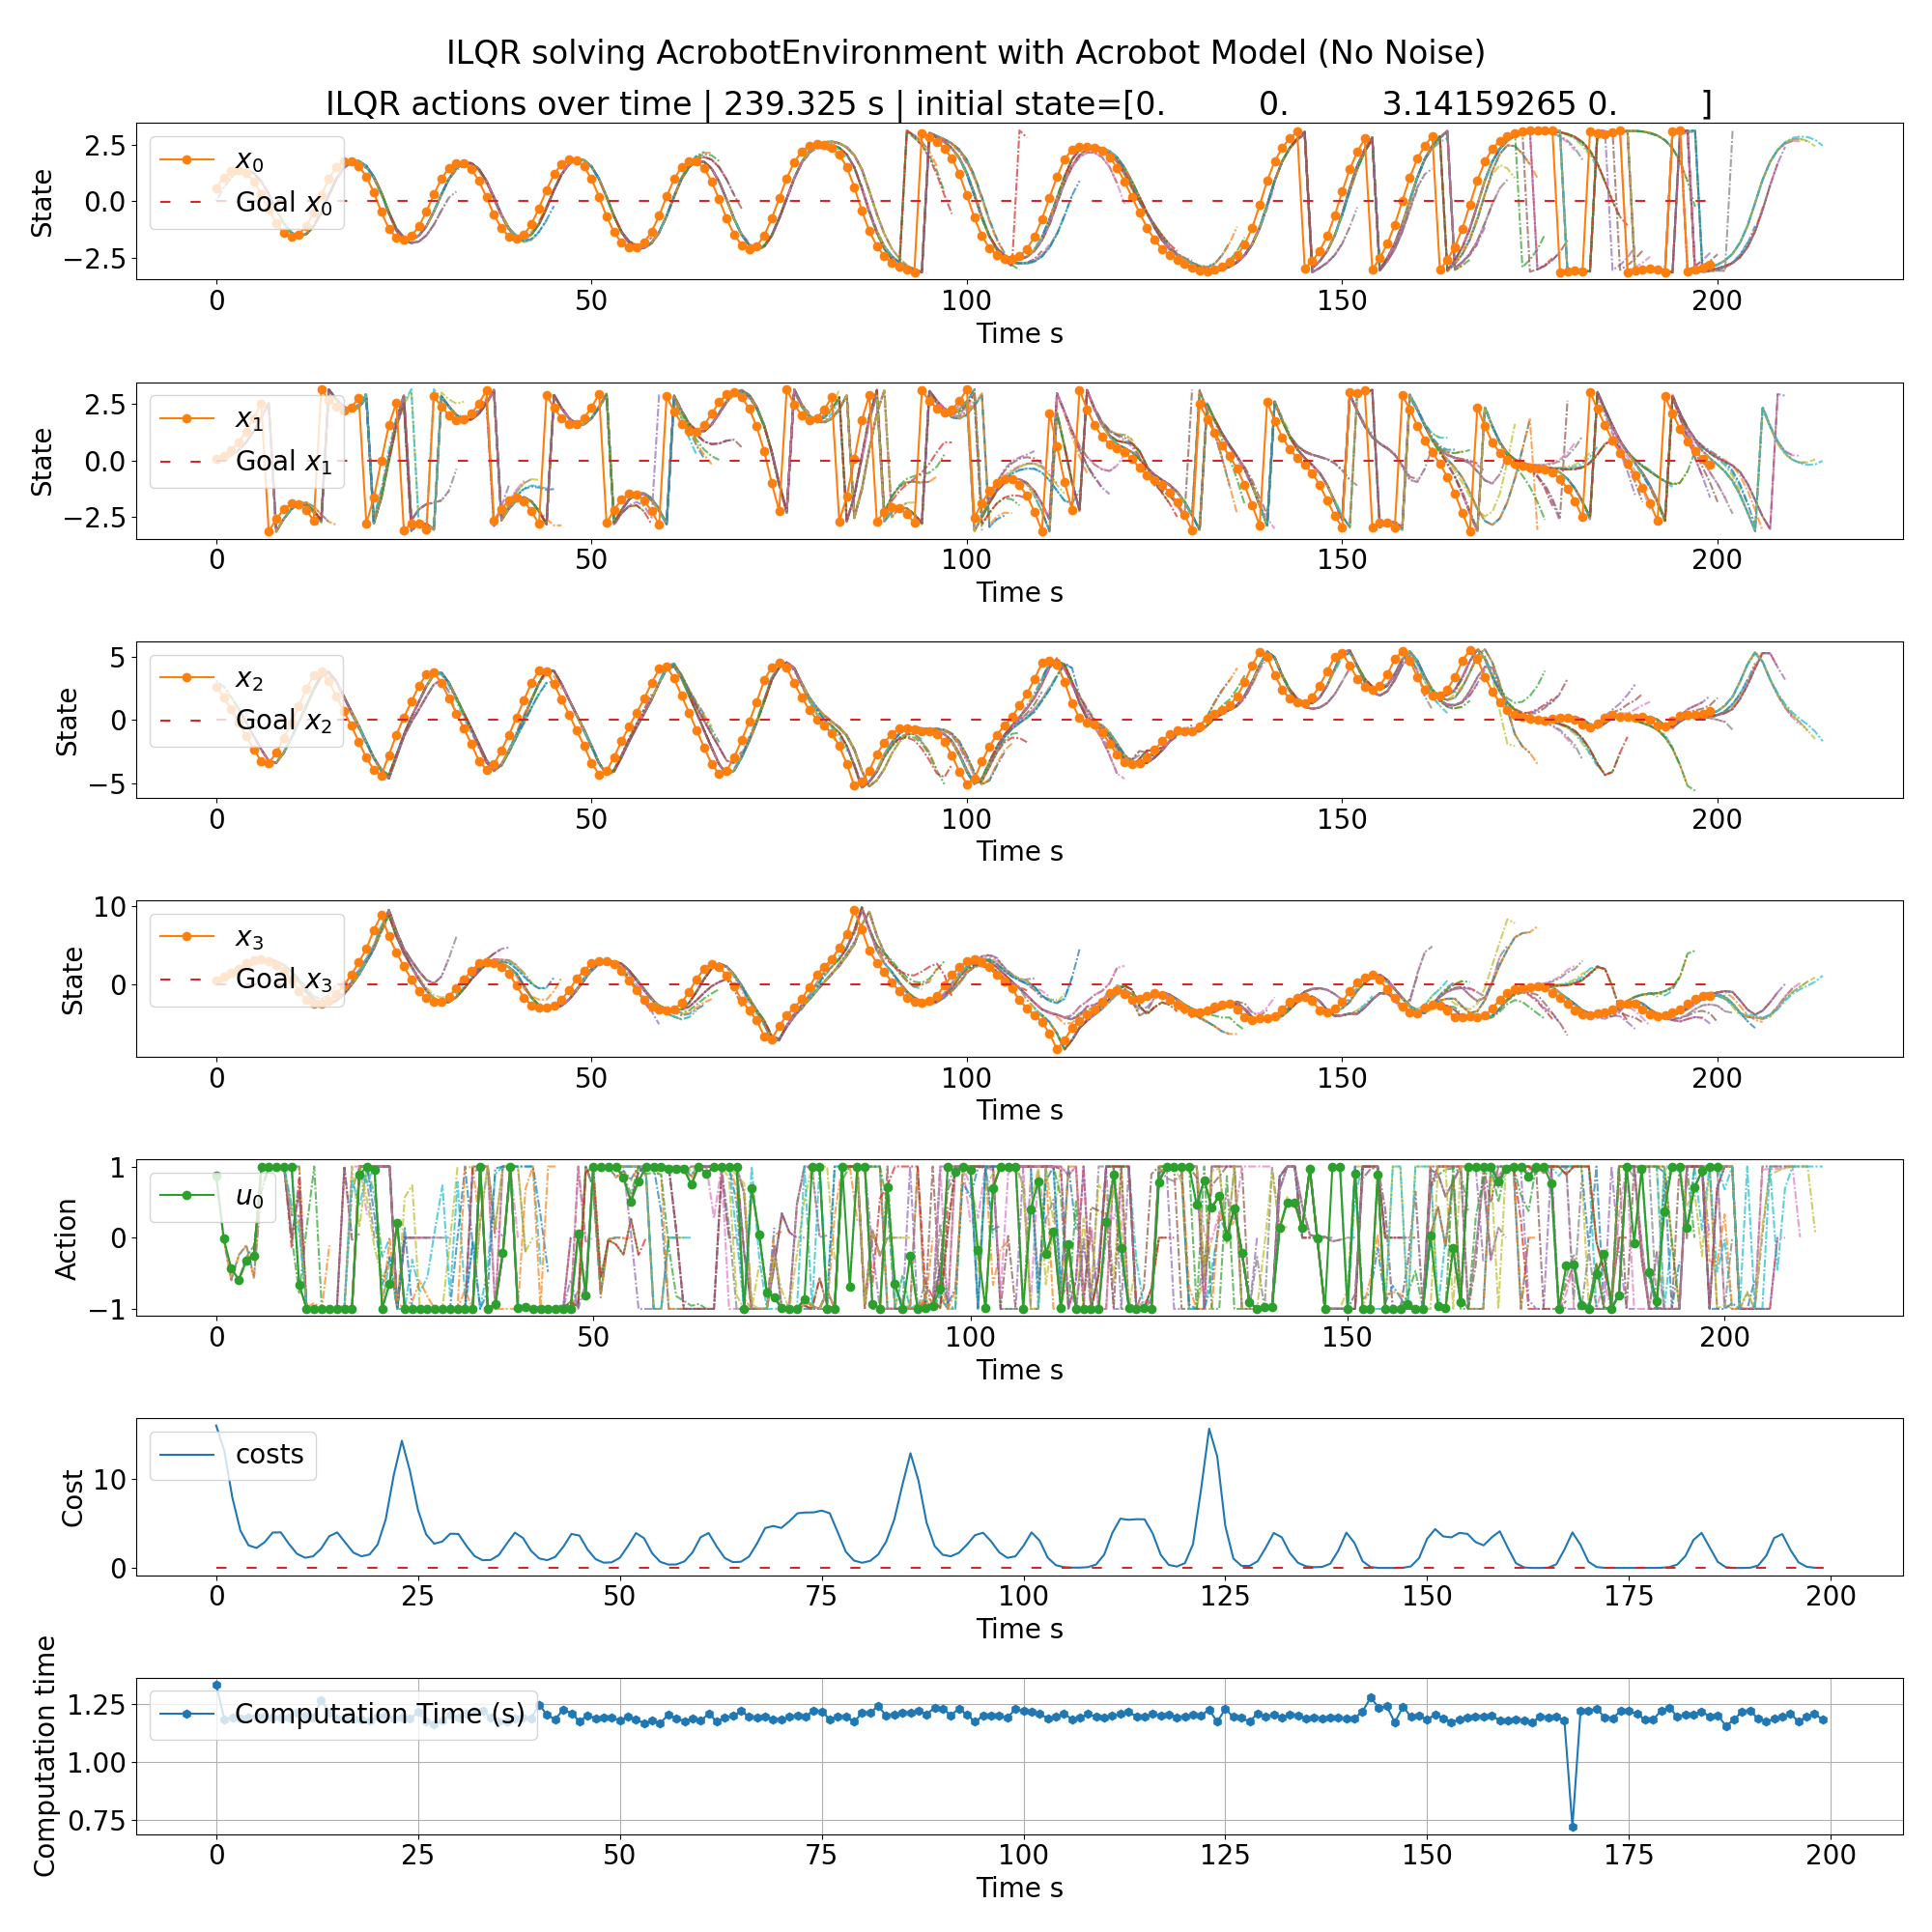 ILQR solving AcrobotEnvironment with Acrobot Model (No Noise)
ILQR actions over time | 239.325 s | initial state=[0. 0. 3.14159265 0. ]
State
2.5
0.0
−2.5
x0
Goal x0
0 50 100 150 200
Time s
State
2.5
0.0
−2.5
x1
Goal x1
0 50 100 150 200
Time s
State
5
0
−5
x2
Goal x2
0 50 100 150 200
Time s
State
10
0
x3
Goal x3
0 50 100 150 200
Time s
Action
1
0
−1
u0
0 50 100 150 200
Time s
Cost
10
0
costs
0 25 50 75 100 125 150 175 200
Time s
Computation time
1.25
1.00
0.75
Computation Time (s)
0 25 50 75 100 125 150 175 200
Time s